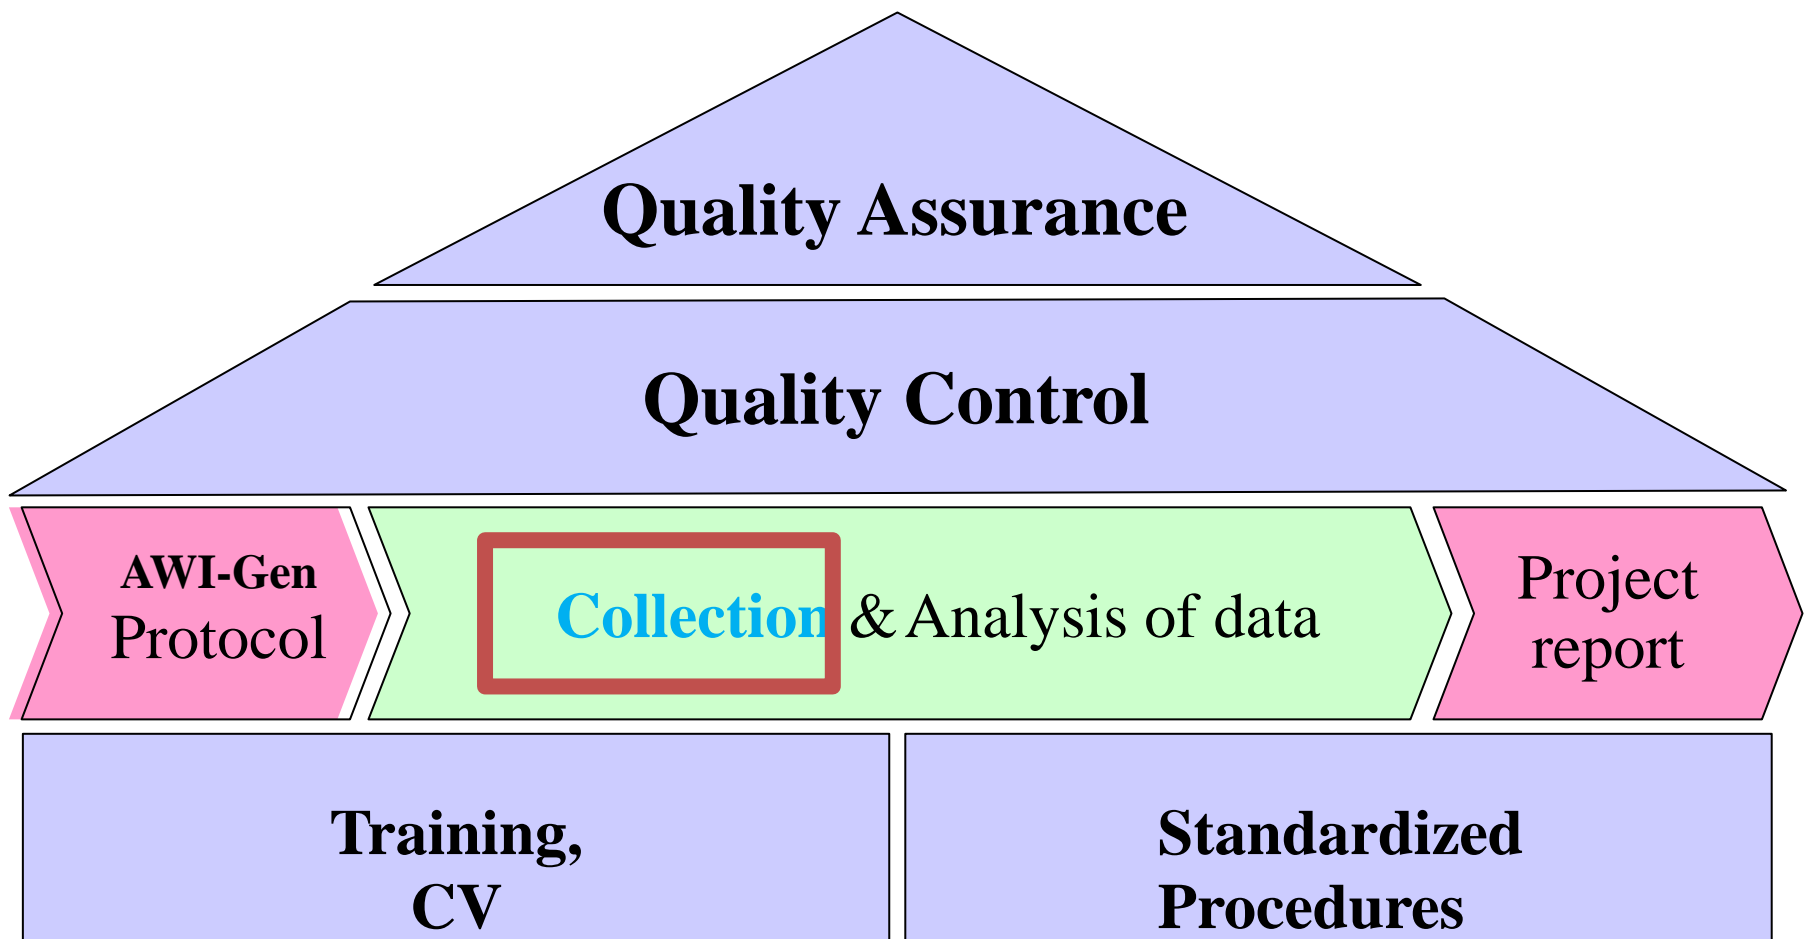 Quality Assurance
Quality Control
AWI-Gen
Protocol
Collection & Analysis of data
Project
report
Training,
CV
Standardized
Procedures